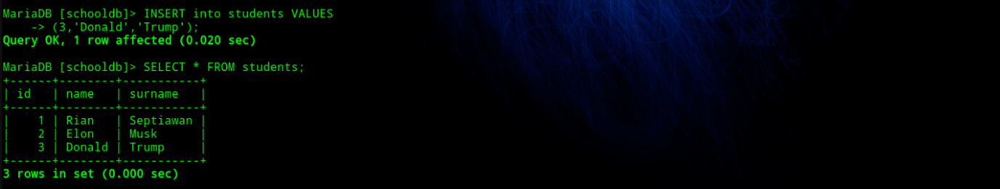 MariaDB [schooldb]> INSERT into students VALUES
    -> (3,'Donald','Trump');
Query OK, 1 row affected (0.020 sec)

MariaDB [schooldb]> SELECT * FROM students;
+------+--------+-----------+
| id   | name   | surname   |
+------+--------+-----------+
|    1 | Rian   | Septiawan |
|    2 | Elon   | Musk      |
|    3 | Donald | Trump     |
+------+--------+-----------+
3 rows in set (0.000 sec)